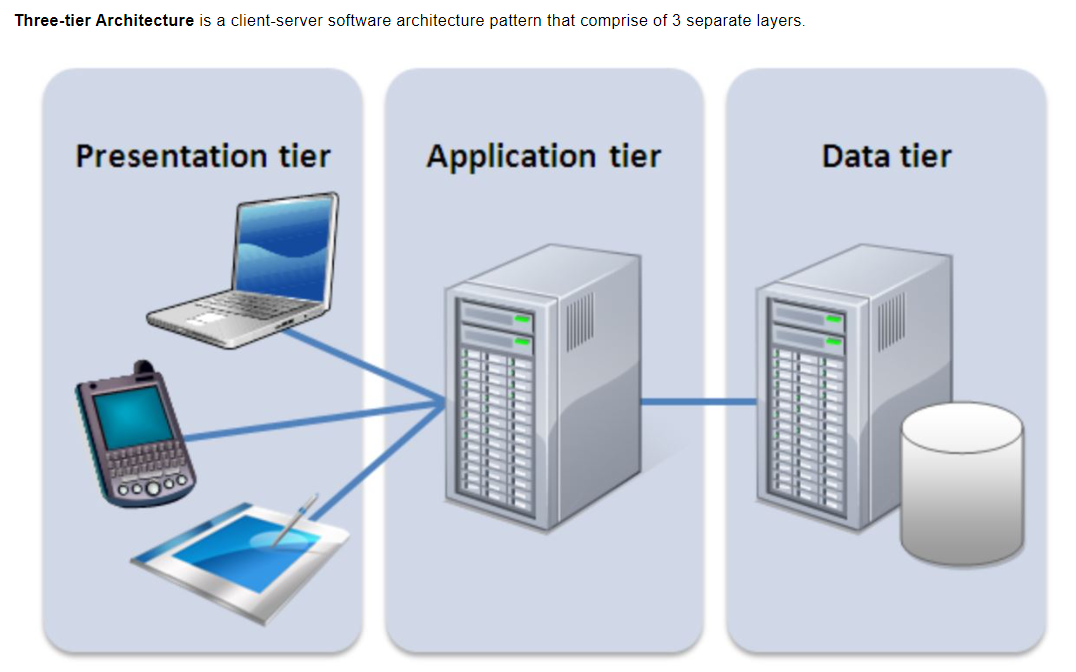 Three-tier Architecture is a client-server software architecture pattern that comprise of 3 separate layers.
Presentation tier
Application tier
Data tier